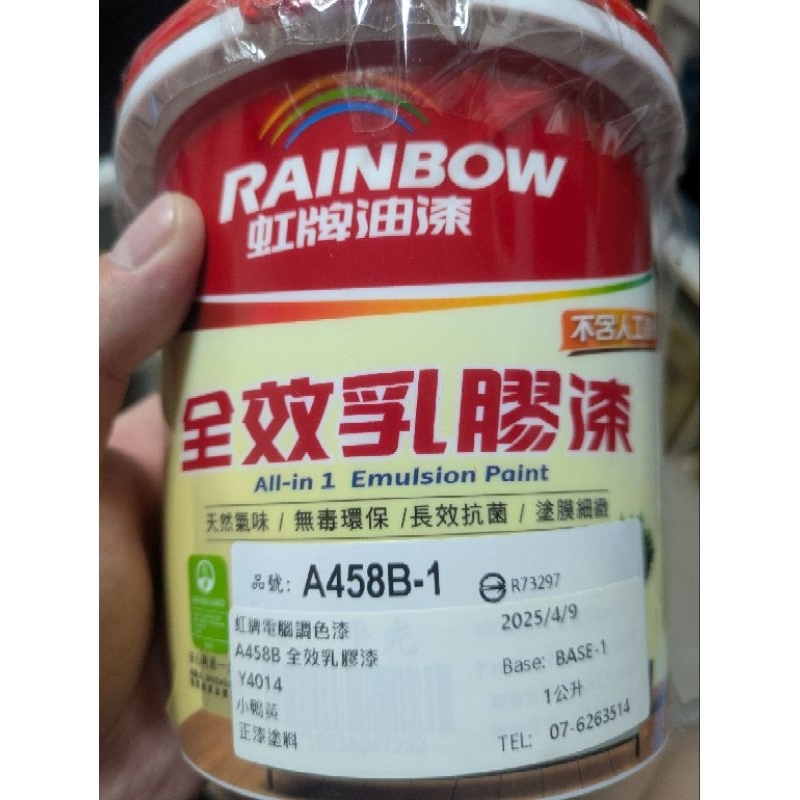 RAINBOW
虹牌油漆
不含人工
全效乳膠漆
All-in 1 Emulsion Paint
天然氣味 / 無毒環保 / 長效抗菌 / 塗膜細緻
品號: A458B-1 R73297
虹牌電腦調色漆 2025/4/9
A458B 全效乳膠漆 Base: BASE-1
Y4014 1公升
小鴨黃 TEL: 07-6263514
正漆塗料